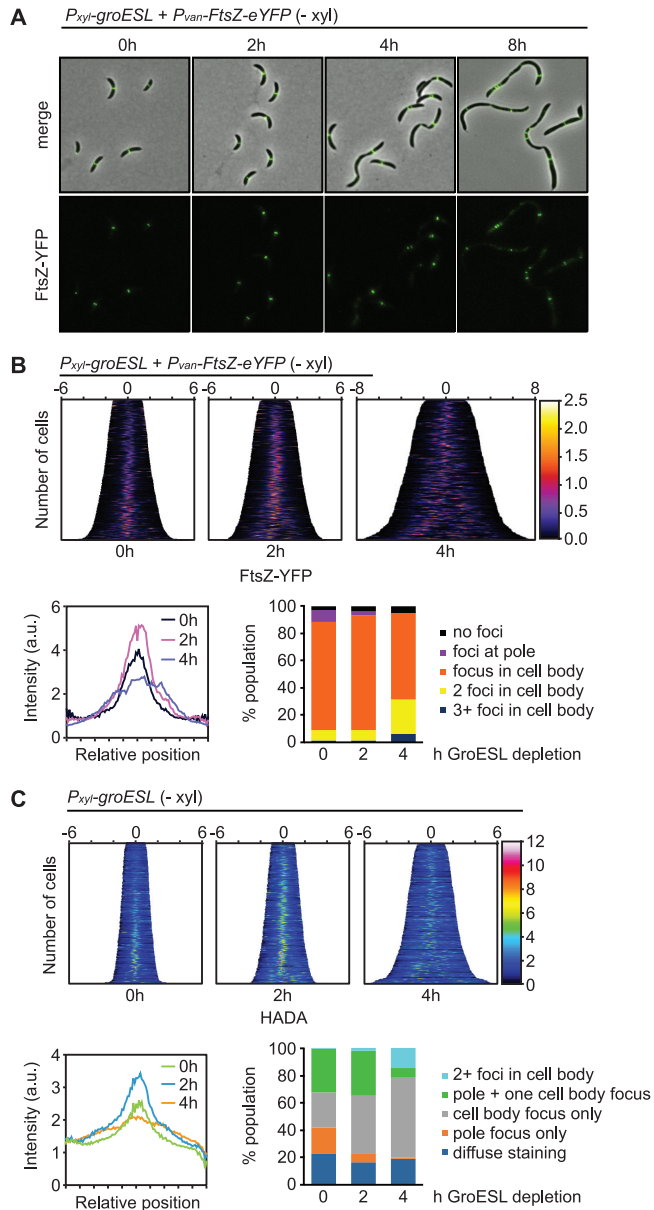 A
Pxyl-groESL + Pvan-FtsZ-eYFP (- xyl)
0h 2h 4h 8h
merge
FtsZ-YFP
B
Pxyl-groESL + Pvan-FtsZ-eYFP (- xyl)
-6 0 6 -6 0 6 -8 0 8
Number of cells
2.5
2.0
1.5
1.0
0.5
0.0
0h 2h 4h
FtsZ-YFP
Intensity (a.u.)
6
4
2
0
0h
2h
4h
Relative position
% population
100
80
60
40
20
0
0 2 4 h GroESL depletion
no foci
foci at pole
focus in cell body
2 foci in cell body
3+ foci in cell body
C
Pxyl-groESL (- xyl)
-6 0 6 -6 0 6 -6 0 6
Number of cells
12
10
8
6
4
2
0
0h 2h 4h
HADA
Intensity (a.u.)
4
3
2
1
0
0h
2h
4h
Relative position
% population
100
80
60
40
20
0
0 2 4 h GroESL depletion
2+ foci in cell body
pole + one cell body focus
cell body focus only
pole focus only
diffuse staining